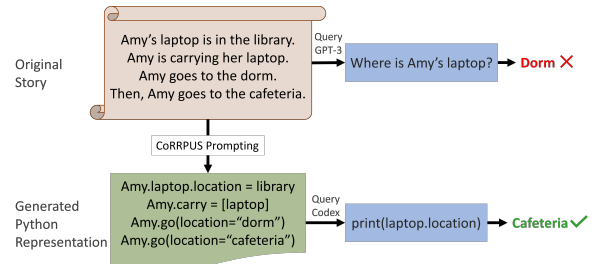 Original
Story
Amy's laptop is in the library.
Amy is carrying her laptop.
Amy goes to the dorm.
Then, Amy goes to the cafeteria.
Query
GPT-3
Where is Amy's laptop?
Dorm
CoRRPUS Prompting
Generated
Python
Representation
Amy.laptop.location = library
Amy.carry = [laptop]
Amy.go(location=“dorm”)
Amy.go(location=“cafeteria”)
Query
Codex
print(laptop.location)
Cafeteria